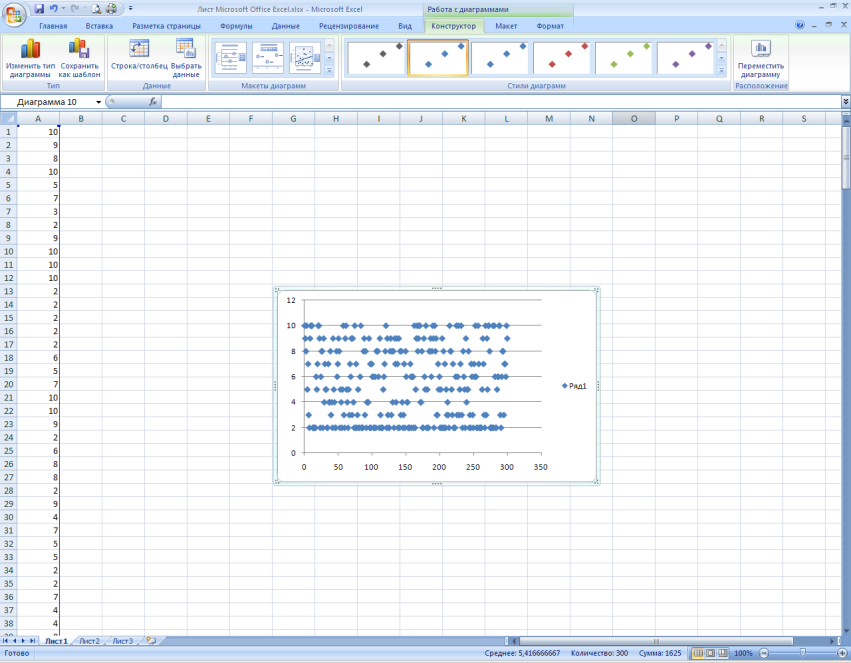 Лист Microsoft Office Excel.xlsx - Microsoft Excel
Работа с диаграммами
Главная Вставка Разметка страницы Формулы Данные Рецензирование Вид Конструктор Макет Формат
Изменить тип диаграммы
Сохранить как шаблон
Строка/столбец
Выбрать данные
Переместить диаграмму
Тип Данные Макеты диаграмм Стили диаграмм Расположение
Диаграмма 10 fx
A B C D E F G H I J K L M N O P Q R S
1 10
2 9
3 8
4 10
5 5
6 7
7 3
8 2
9 9
10 10
11 10
12 10
13 2
14 2
15 2
16 2
17 2
18 6
19 5
20 7
21 10
22 10
23 9
24 2
25 6
26 8
27 8
28 2
29 9
30 4
31 7
32 5
33 5
34 2
35 2
36 7
37 4
38 4
12
10
8
6
4
2
0
0 50 100 150 200 250 300 350
Ряд1
Лист1 Лист2 Лист3
Готово
Среднее: 5,416666667 Количество: 300 Сумма: 1625 100%